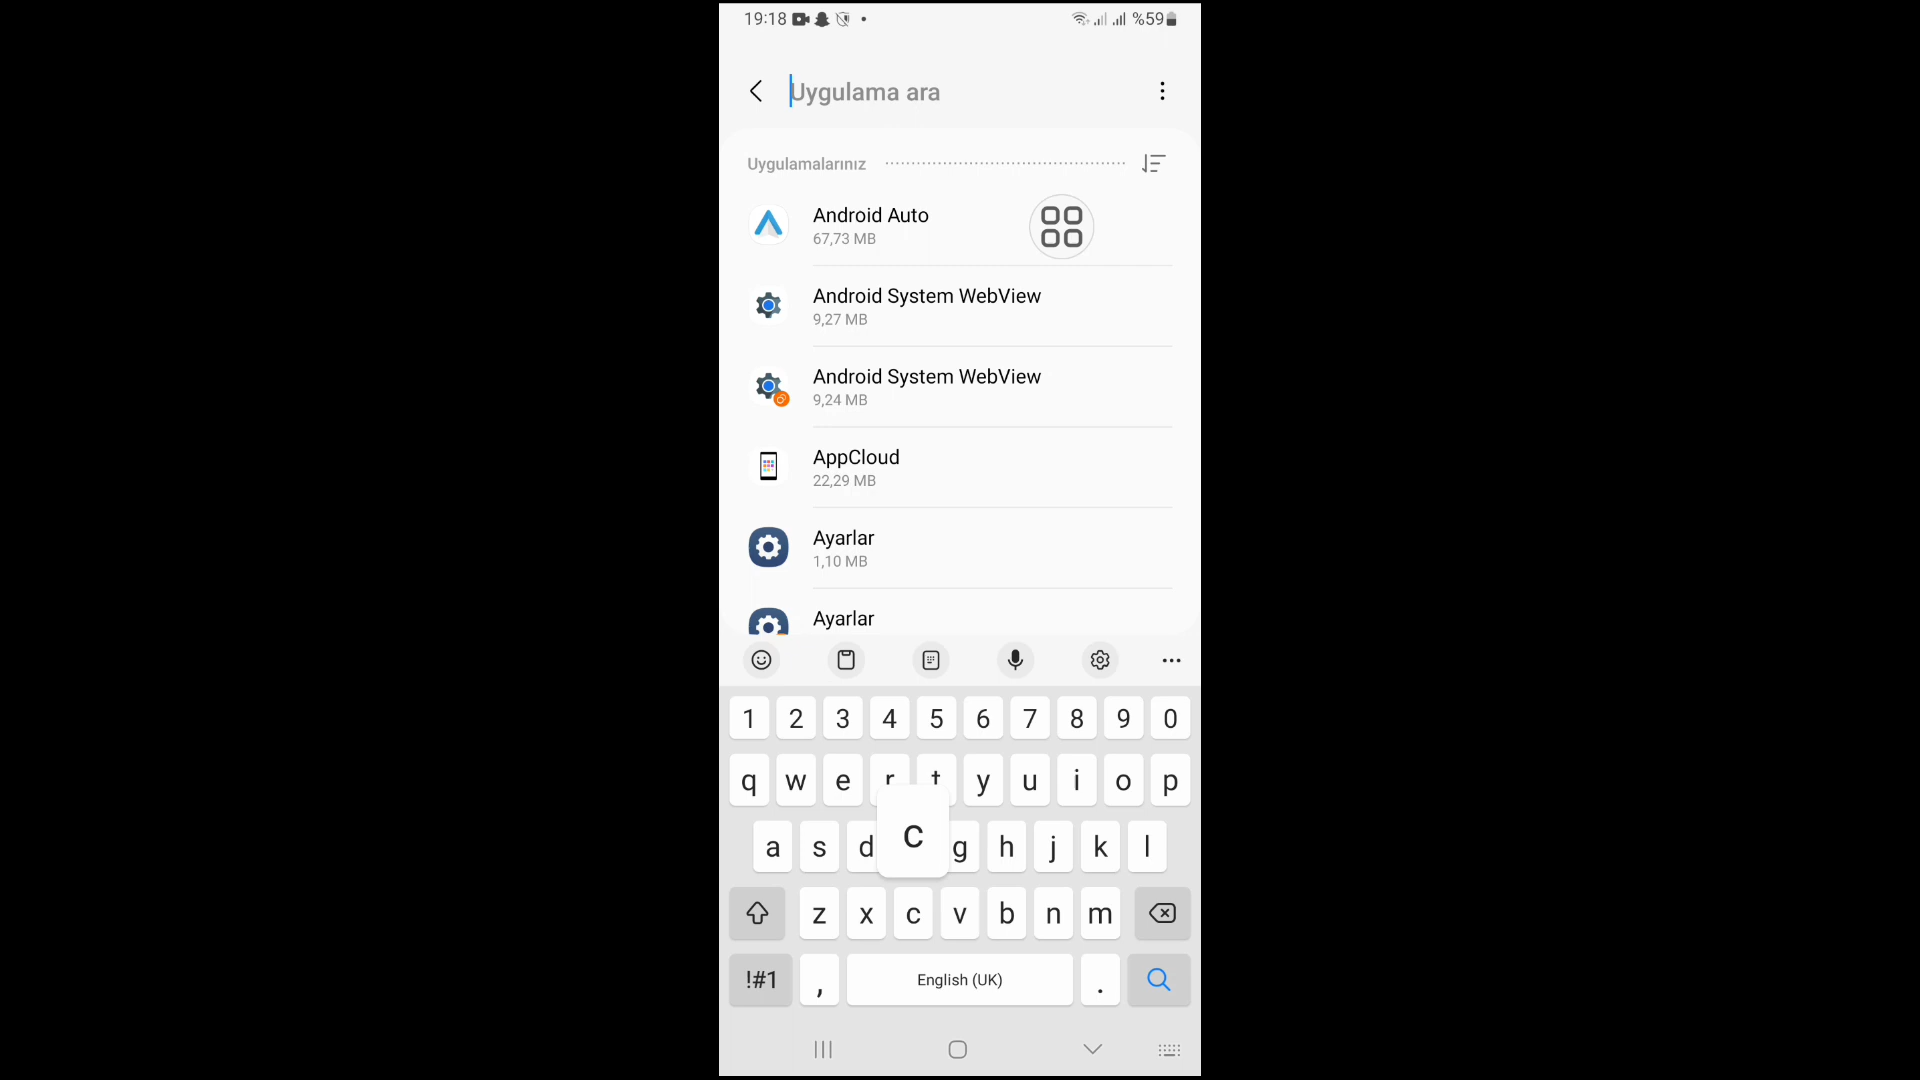 19:18 %59
Uygulama ara
Uygulamalarınız
Android Auto
67,73 MB
Android System WebView
9,27 MB
Android System WebView
9,24 MB
AppCloud
22,29 MB
Ayarlar
1,10 MB
Ayarlar
1 2 3 4 5 6 7 8 9 0
q w e r t y u i o p
a s d c g h j k l
z x c v b n m
!#1 , English (UK) .